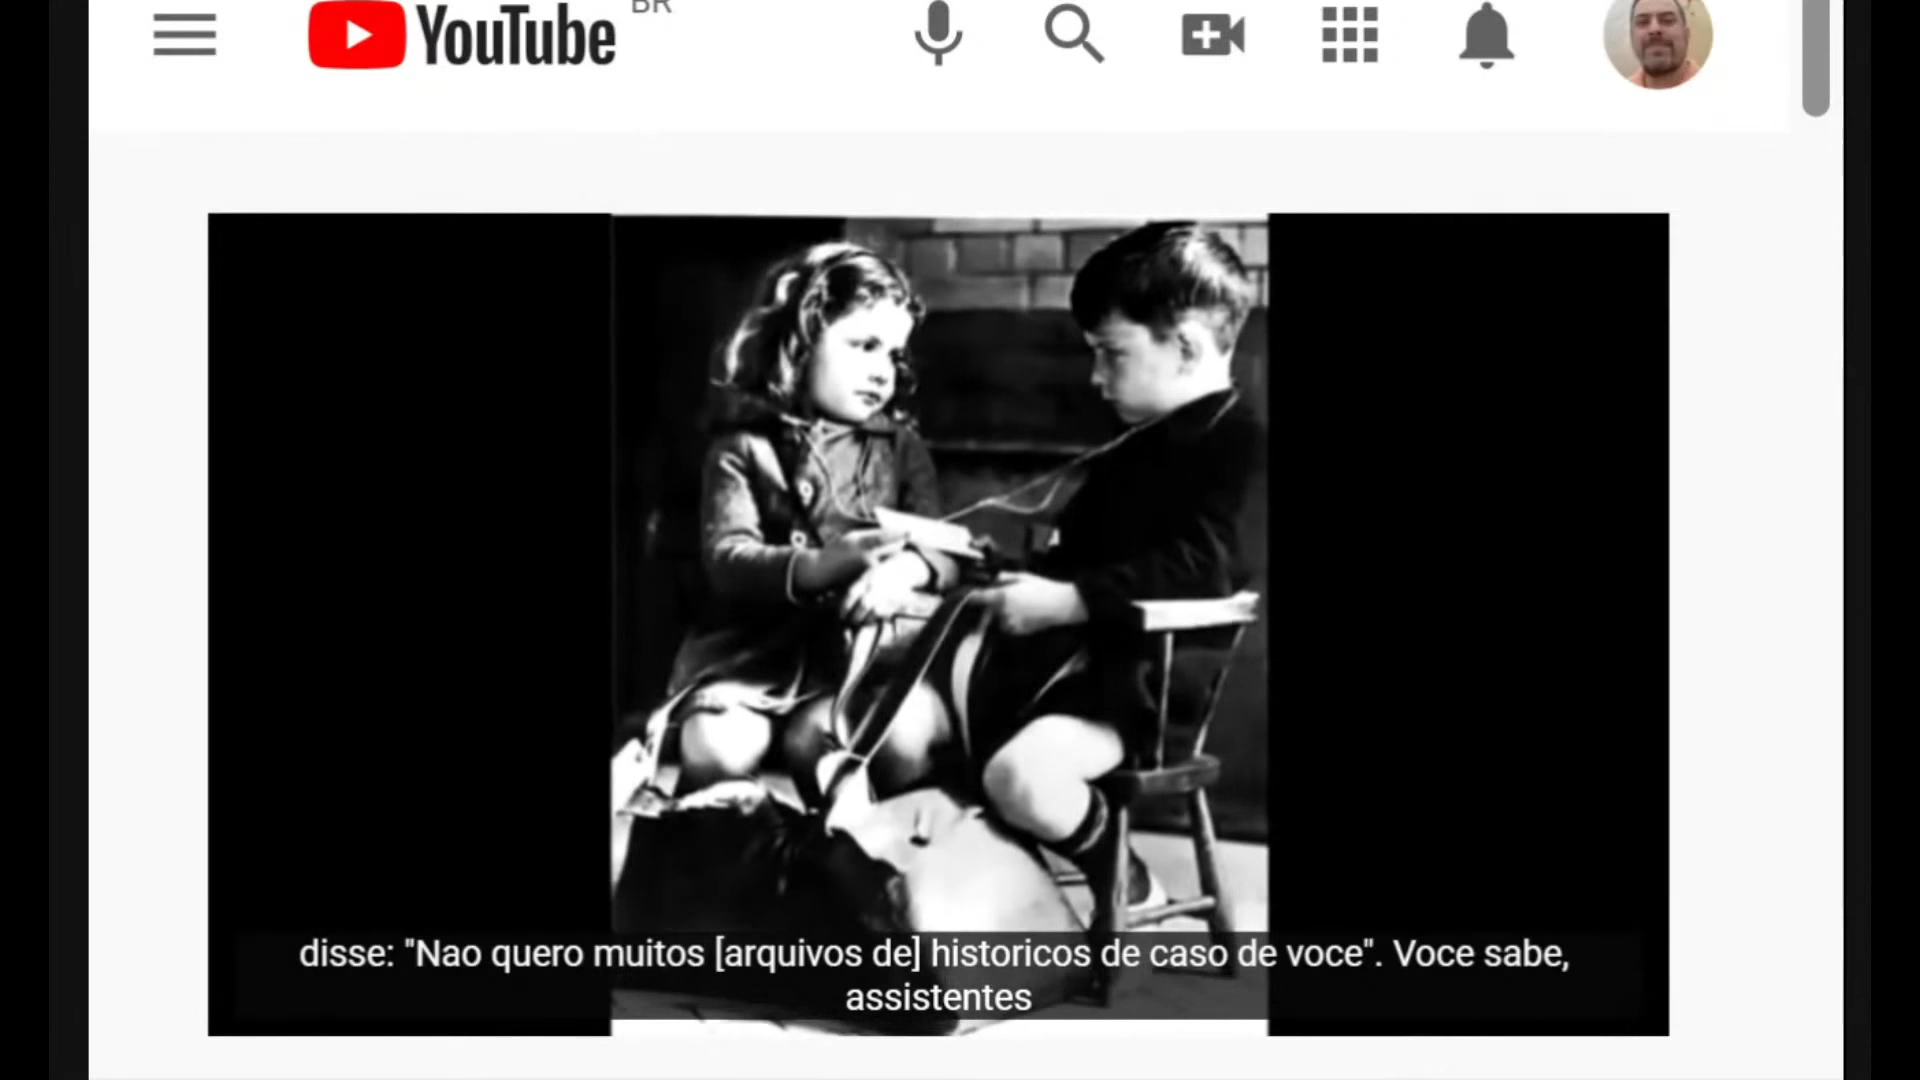 BR
YouTube
disse: "Nao quero muitos [arquivos de] historicos de caso de voce". Voce sabe,
assistentes